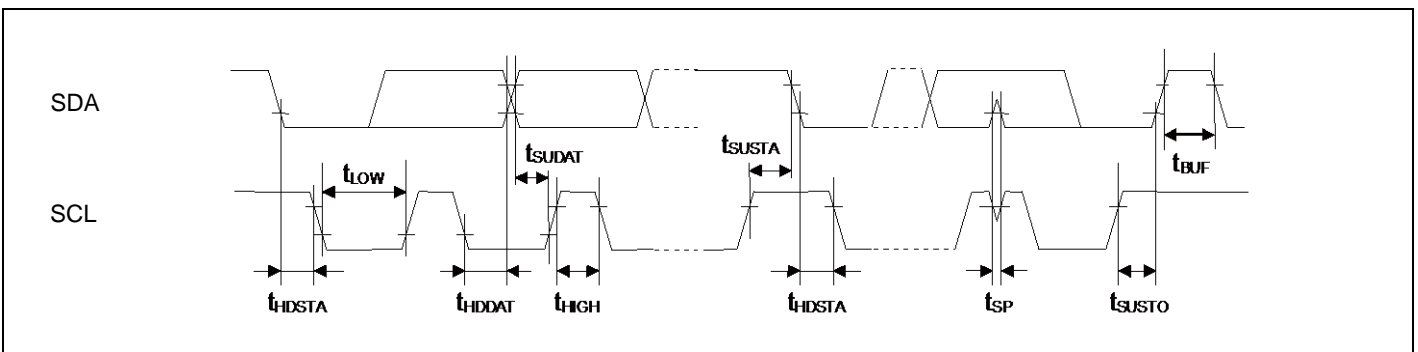 SDA
tSUDAT
tSUSTA
tBUF
tLOW
SCL
tHDSTA
tHDDAT
tHIGH
tHDSTA
tSP
tSUSTO